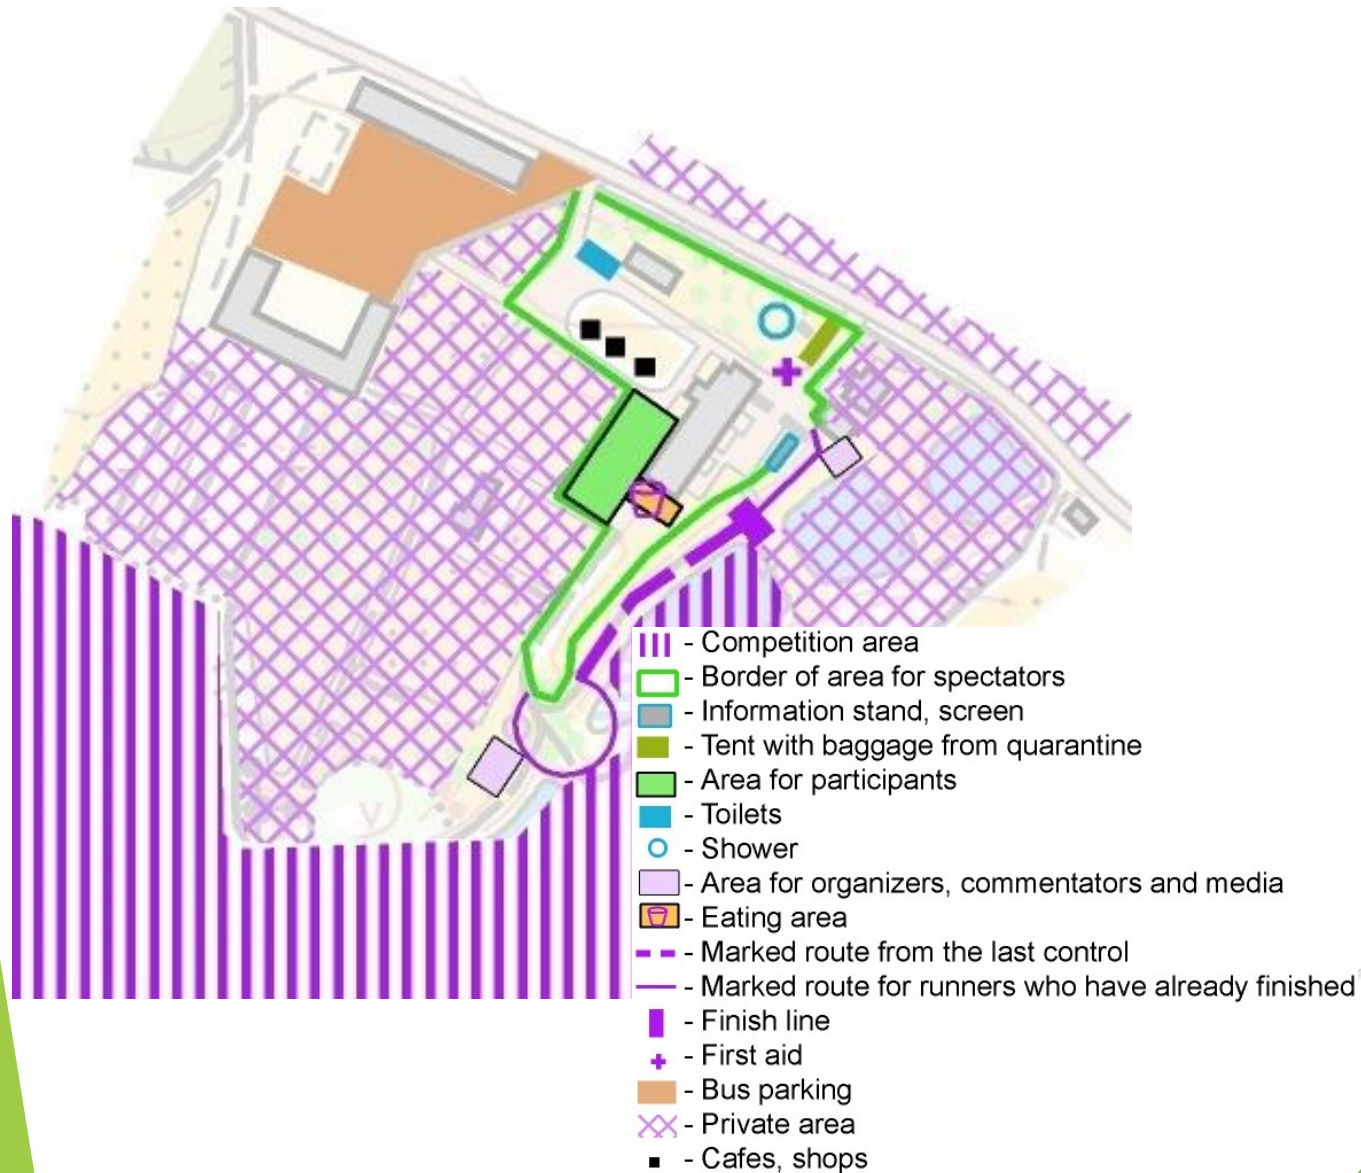 - Competition area
- Border of area for spectators
- Information stand, screen
- Tent with baggage from quarantine
- Area for participants
- Toilets
- Shower
- Area for organizers, commentators and media
- Eating area
- Marked route from the last control
- Marked route for runners who have already finished
- Finish line
- First aid
- Bus parking
- Private area
- Cafes, shops